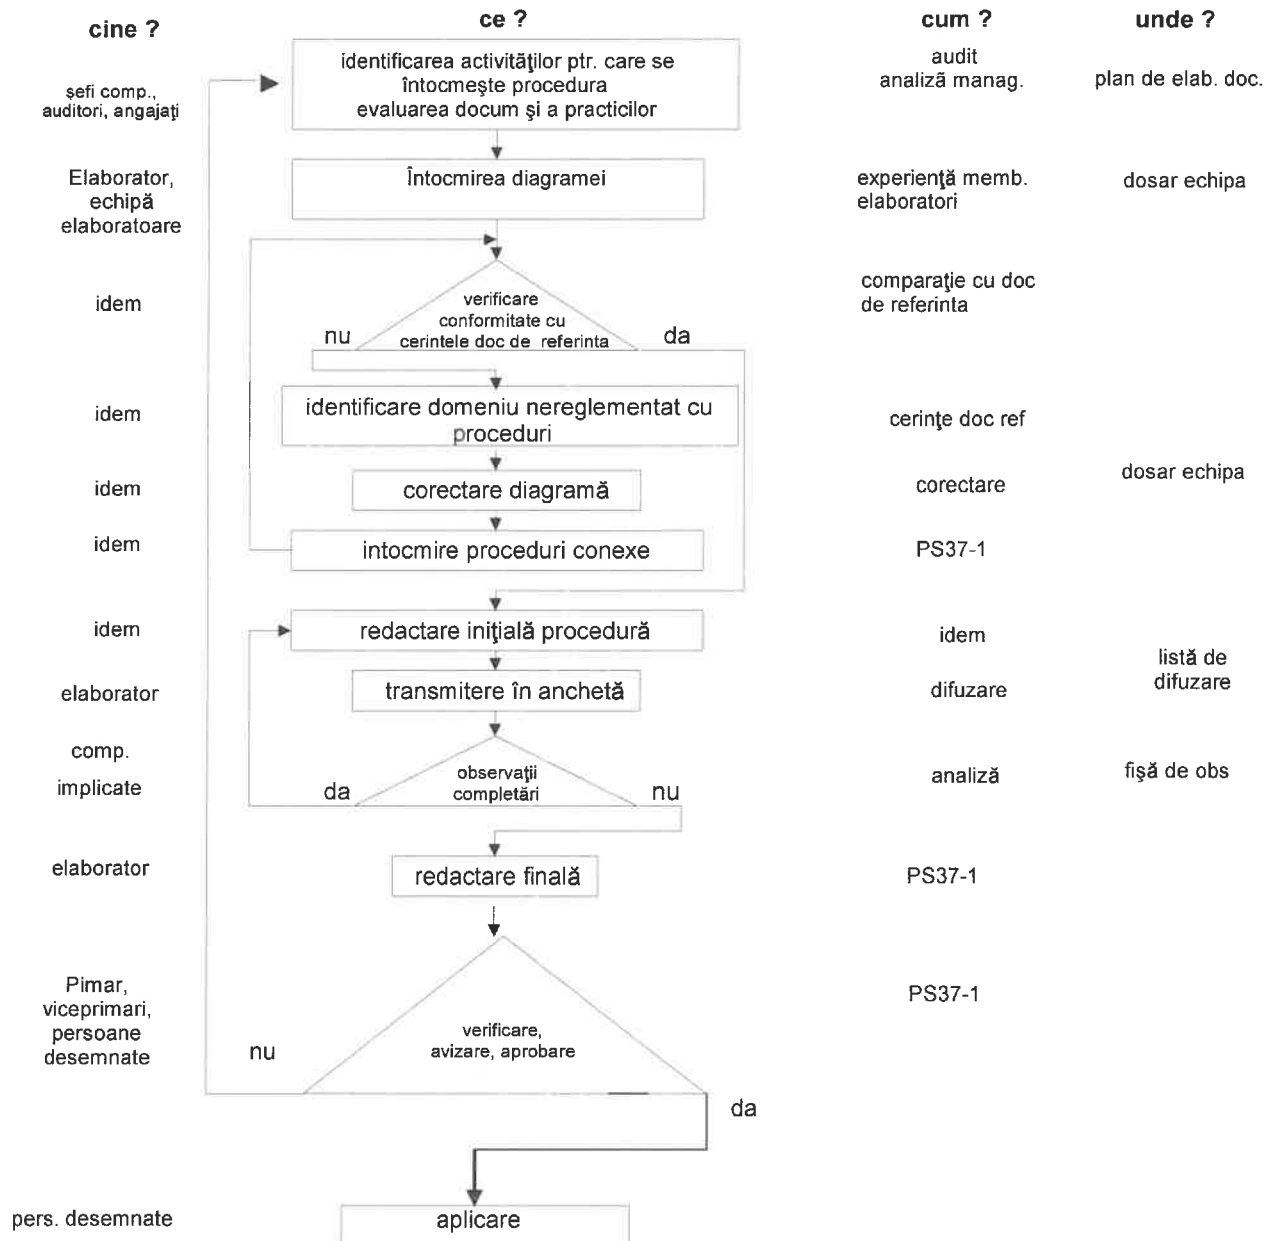 cine ?
ce ?
cum ?
unde ?
șefi comp.,
auditori, angajați
identificarea activităţilor ptr. care se
întocmeşte procedura
evaluarea docum şi a practicilor
audit
analiză manag.
plan de elab. doc.
Elaborator,
echipă
elaboratoare
Întocmirea diagramei
experienţă memb.
elaboratori
dosar echipa
idem
verificare
conformitate cu
cerintele doc de referinta
nu
da
comparaţie cu doc
de referinta
idem
identificare domeniu nereglementat cu
proceduri
cerinţe doc ref
idem
corectare diagramă
corectare
dosar echipa
idem
intocmire proceduri conexe
PS37-1
idem
redactare iniţială procedură
idem
listă de
difuzare
elaborator
transmitere în anchetă
difuzare
comp.
implicate
da
observaţii
completări
nu
analiză
fişă de obs
elaborator
redactare finală
PS37-1
Pimar,
viceprimari,
persoane
desemnate
nu
verificare,
avizare, aprobare
da
PS37-1
pers. desemnate
aplicare